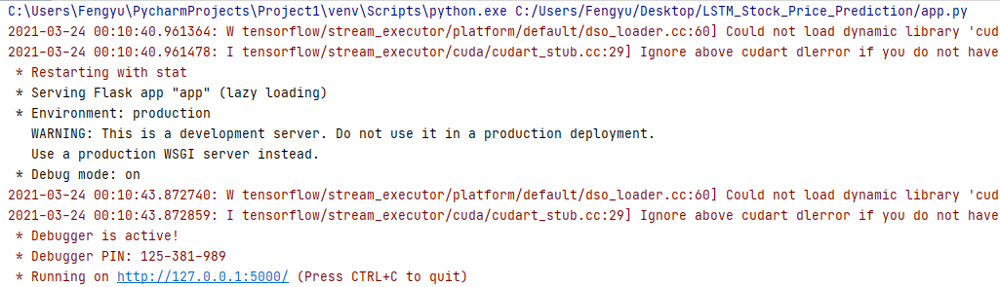 C:\Users\Fengyu\PycharmProjects\Project1\venv\Scripts\python.exe C:/Users/Fengyu/Desktop/LSTM_Stock_Price_Prediction/app.py
2021-03-24 00:10:40.961364: W tensorflow/stream_executor/platform/default/dso_loader.cc:60] Could not load dynamic library 'cuda
2021-03-24 00:10:40.961478: I tensorflow/stream_executor/cuda/cudart_stub.cc:29] Ignore above cudart dlerror if you do not have
* Restarting with stat
* Serving Flask app "app" (lazy loading)
* Environment: production
WARNING: This is a development server. Do not use it in a production deployment.
Use a production WSGI server instead.
* Debug mode: on
2021-03-24 00:10:43.872740: W tensorflow/stream_executor/platform/default/dso_loader.cc:60] Could not load dynamic library 'cuda
2021-03-24 00:10:43.872859: I tensorflow/stream_executor/cuda/cudart_stub.cc:29] Ignore above cudart dlerror if you do not have
* Debugger is active!
* Debugger PIN: 125-381-989
* Running on http://127.0.0.1:5000/ (Press CTRL+C to quit)